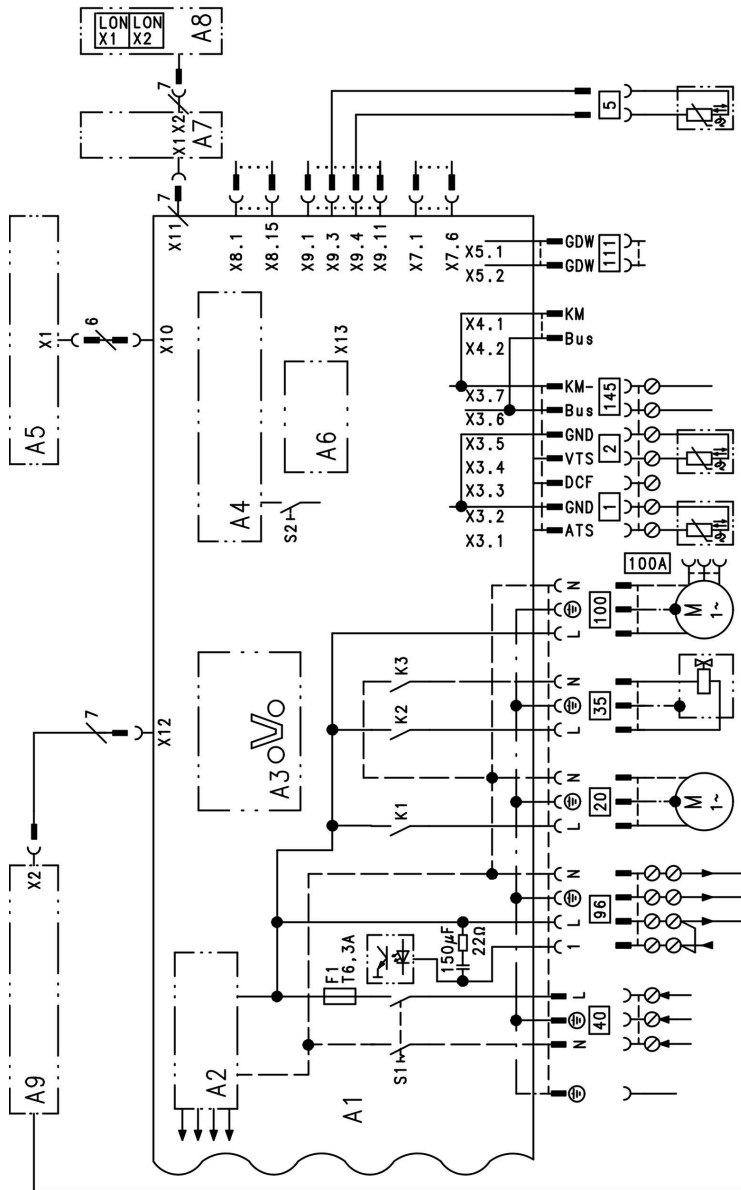 LON LON
X1 X2
A8
7
X1 X2
A7
7
X11
A5
X1
6
X10
X8.1
X8.15
X9.1
X9.3
X9.4
X9.11
X7.1
X7.6
5
ϑ
A4
S2
A6
X13
X5.1
X5.2
GDW
GDW
111
X4.1
X4.2
KM
Bus
X3.7
X3.6
X3.5
X3.4
X3.3
X3.2
X3.1
KM-
Bus
GND
VTS
DCF
GND
ATS
145
2
1
ϑ
ϑ
7
X12
A3
K3
K2
K1
100A
N
L
100
M
1~
N
L
35
N
L
20
M
1~
A9
X2
A2
A1
F1
T6,3A
150µF
22Ω
S1
N
L
1
96
L
N
40